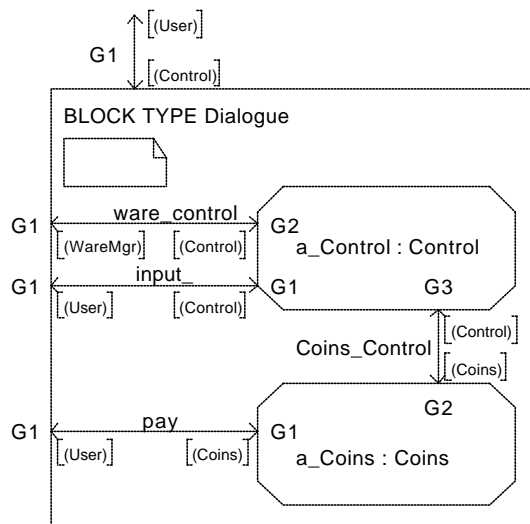 [(User)]
G1
[(Control)]
BLOCK TYPE Dialogue
ware_control
G1
G2
[(WareMgr)] [(Control)]
a_Control : Control
input_
G1
G1 G3
[(User)] [(Control)]
[(Control)]
Coins_Control
[(Coins)]
G2
pay
G1
G1
[(User)] [(Coins)]
a_Coins : Coins